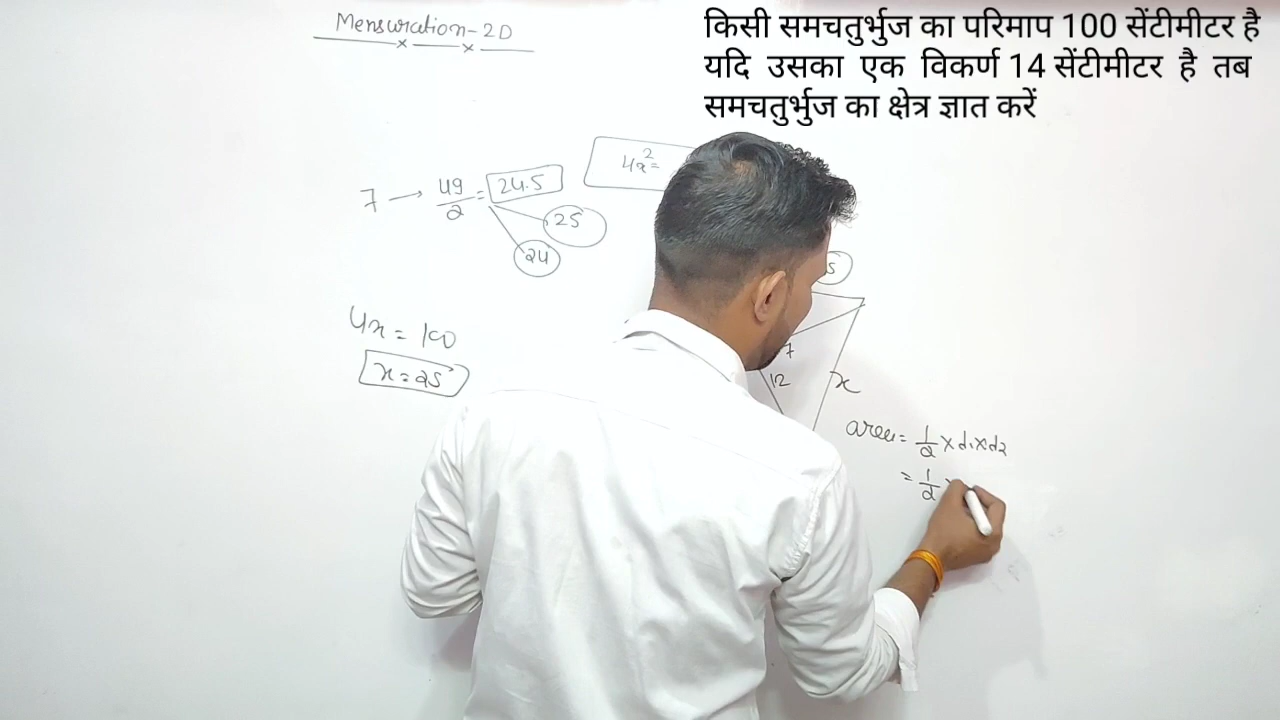 Mensuration-2D
किसी समचतुर्भुज का परिमाप 100 सेंटीमीटर है
यदि उसका एक विकर्ण 14 सेंटीमीटर है तब
समचतुर्भुज का क्षेत्र ज्ञात करें
7 → 49/2 = 24.5
25
24
4x = 100
x = 25
7
12
x
area = 1/2 × d1 × d2
= 1/2